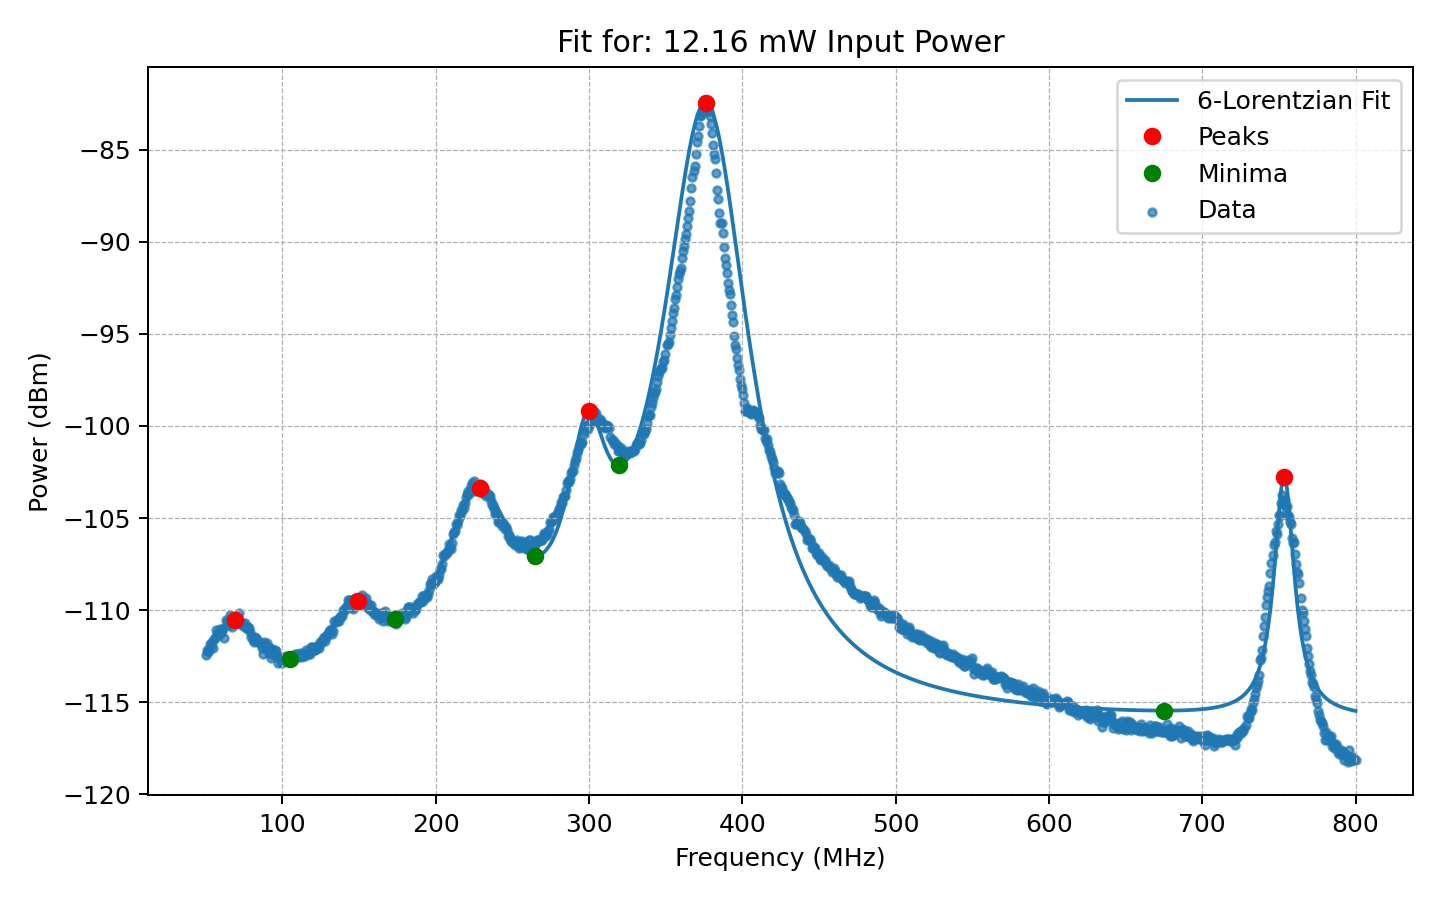 Fit for: 12.16 mW Input Power
6-Lorentzian Fit
Peaks
Minima
Data
Power (dBm)
−85
−90
−95
−100
−105
−110
−115
−120
100 200 300 400 500 600 700 800
Frequency (MHz)